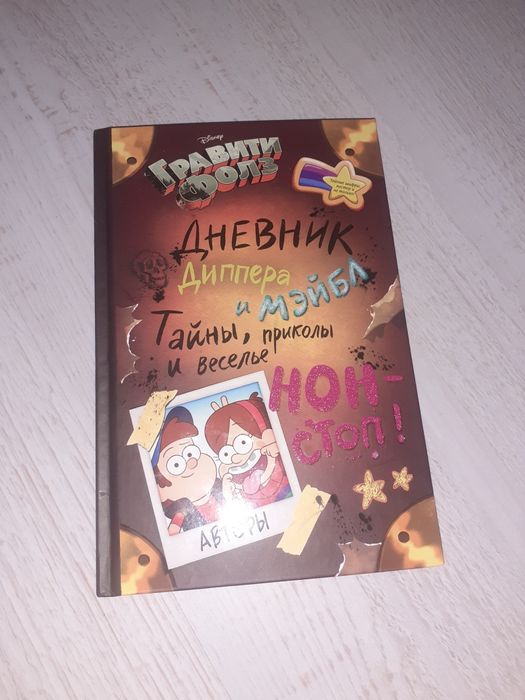 Disney
ГРАВИТИ
ФОЛЗ
ДНЕВНИК
Диппера
и МЭЙБЛ
Тайны, приколы
и веселье
НОН-
СТОП!
АВТОРЫ